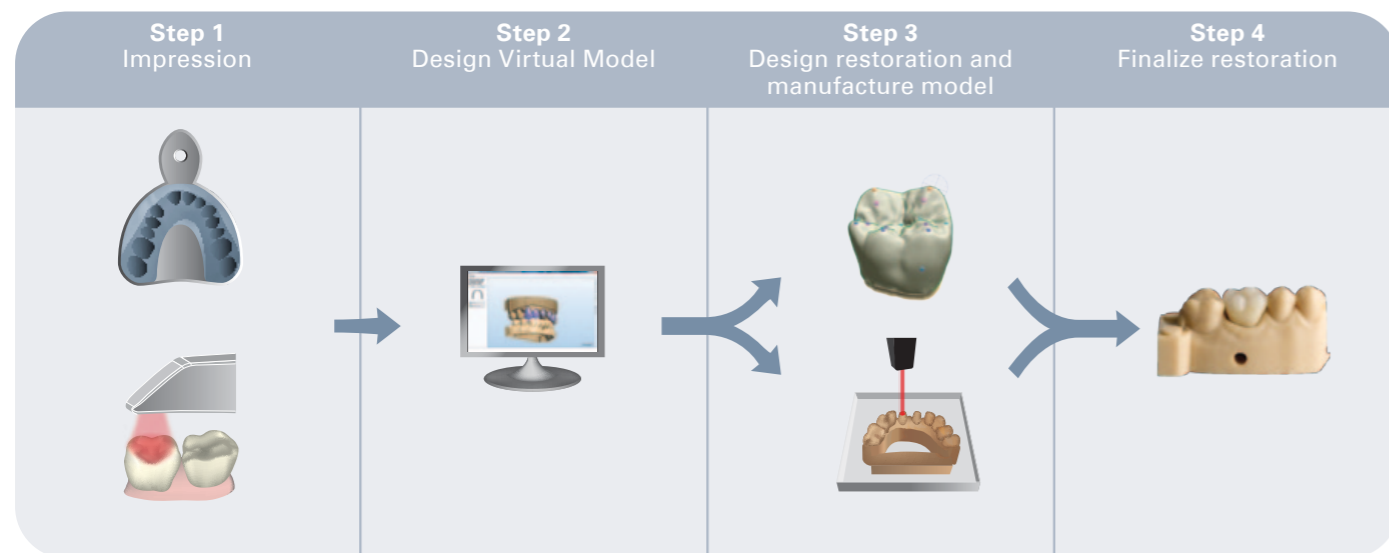 Step 1
Impression
Step 2
Design Virtual Model
Step 3
Design restoration and
manufacture model
Step 4
Finalize restoration